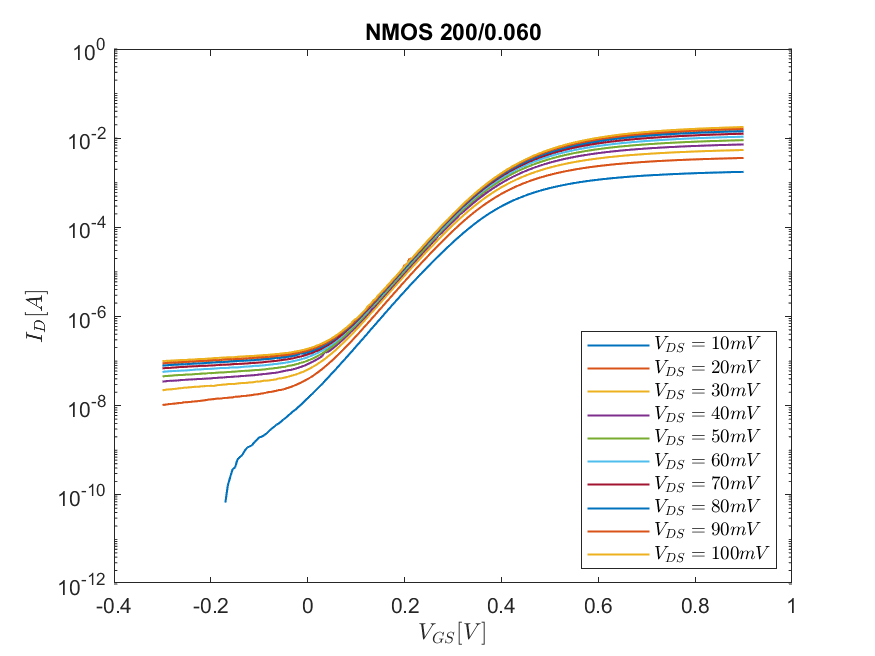 NMOS 200/0.060
10^0
10^-2
10^-4
10^-6
10^-8
10^-10
10^-12
I_D[A]
-0.4 -0.2 0 0.2 0.4 0.6 0.8 1
V_GS[V]
V_DS = 10mV
V_DS = 20mV
V_DS = 30mV
V_DS = 40mV
V_DS = 50mV
V_DS = 60mV
V_DS = 70mV
V_DS = 80mV
V_DS = 90mV
V_DS = 100mV